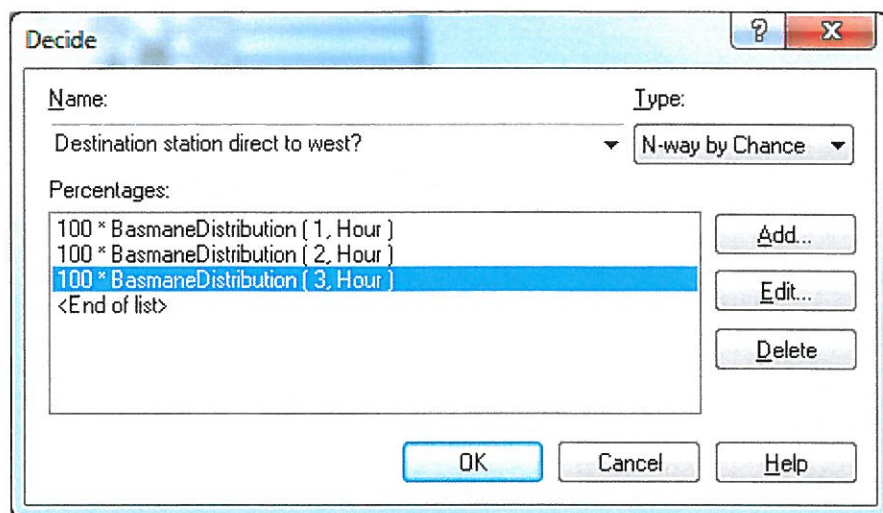 Decide
Name: Type:
Destination station direct to west? N-way by Chance
Percentages:
100 * BasmaneDistribution ( 1, Hour )
100 * BasmaneDistribution ( 2, Hour )
100 * BasmaneDistribution ( 3, Hour )
<End of list>
Add...
Edit...
Delete
OK Cancel Help